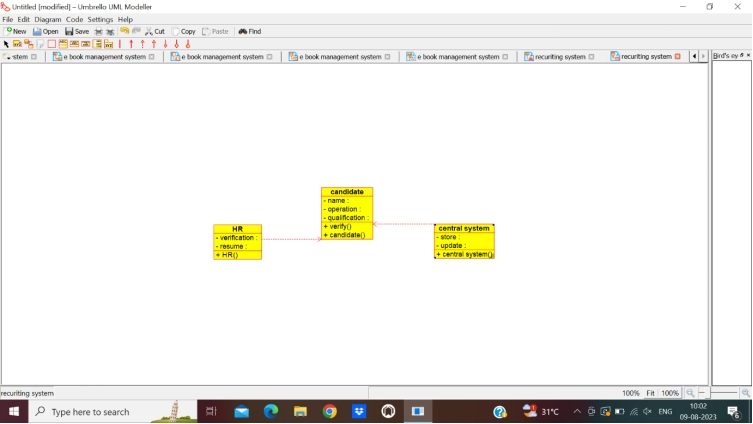 Untitled [modified] – Umbrello UML Modeller
File Edit Diagram Code Settings Help
New Open Save Cut Copy Paste Find
-stem e book management system e book management system e book management system e book management system recuriting system recuriting system Bird's ey
candidate
- name :
- operation :
- qualification :
+ verify()
+ candidate()
HR
- verification :
- resume :
+ HR()
central system
- store :
- update :
+ central system()
recuriting system 100% Fit 100%
Type here to search 31°C ENG 10:02
09-08-2023 6